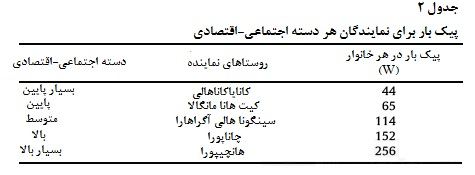 جدول ۲
پیک بار برای نمایندگان هر دسته اجتماعی-اقتصادی
دسته اجتماعی-اقتصادی روستاهای نماینده پیک بار در هر خانوار (W)
بسیار پایین کانایاکاناهالی 44
پایین کیت هانا مانگالا 65
متوسط سینگونا هالی آگراهارا 114
بالا چاناپورا 152
بسیار بالا هانچیپورا 256